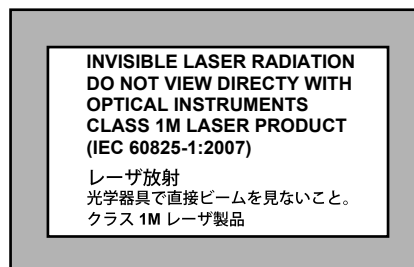 INVISIBLE LASER RADIATION
DO NOT VIEW DIRECTY WITH
OPTICAL INSTRUMENTS
CLASS 1M LASER PRODUCT
(IEC 60825-1:2007)
レーザ放射
光学器具で直接ビームを見ないこと。
クラス 1M レーザ製品